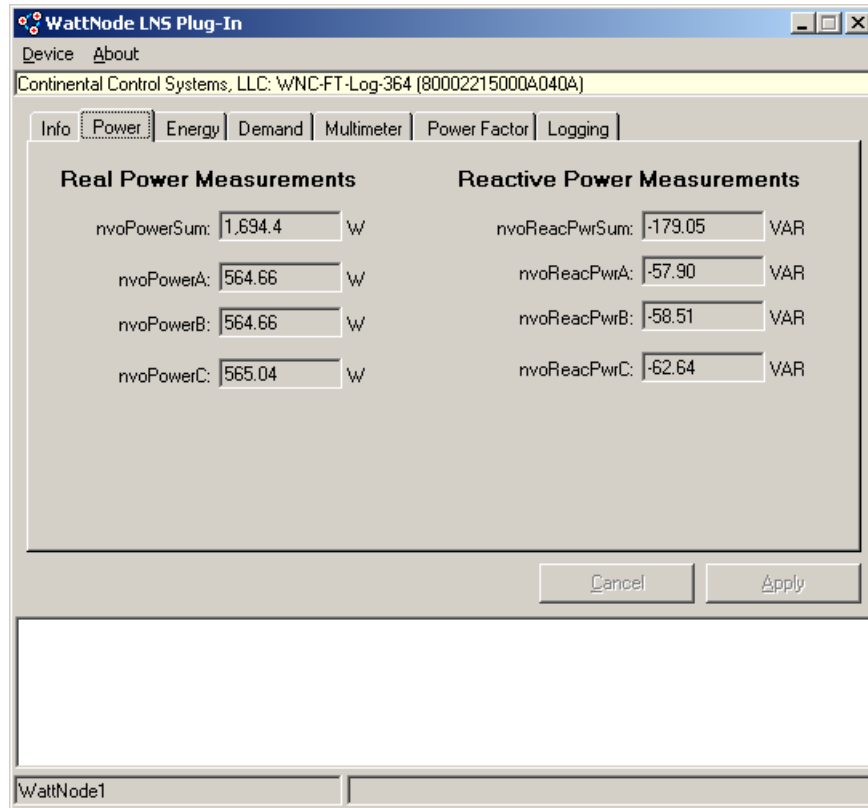 WattNode LNS Plug-In
Device About
Continental Control Systems, LLC: WNC-FT-Log-364 (80002215000A040A)
Info Power Energy Demand Multimeter Power Factor Logging
Real Power Measurements Reactive Power Measurements
nvoPowerSum: 1,694.4 W nvoReacPwrSum: -179.05 VAR
nvoPowerA: 564.66 W nvoReacPwrA: -57.90 VAR
nvoPowerB: 564.66 W nvoReacPwrB: -58.51 VAR
nvoPowerC: 565.04 W nvoReacPwrC: -62.64 VAR
Cancel Apply
WattNode1